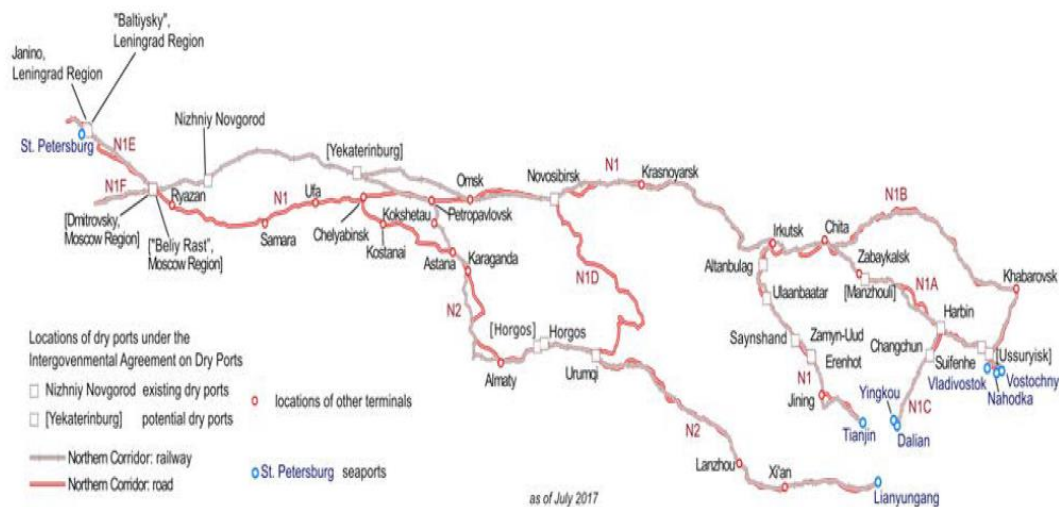 "Baltiysky",
Leningrad Region
Janino,
Leningrad Region
Nizhniy Novgorod
St. Petersburg
N1E
[Yekaterinburg]
N1F
Ryazan
N1
Ufa
Omsk
Novosibirsk
N1
Krasnoyarsk
N1B
[Dmitrovsky,
Moscow Region]
["Beliy Rast",
Moscow Region]
Samara
Chelyabinsk
Kokshetau
Petropavlovsk
Kostanai
Astana
Karaganda
N1D
Irkutsk
Chita
Altanbulag
Zabaykalsk
[Manzhouli]
N1A
Khabarovsk
Ulaanbaatar
N2
[Horgos]
Horgos
Harbin
Saynshand
Zamyn-Uud
Erenhot
Changchun
Suifenhe
[Ussuryisk]
Almaty
Urumqi
Vladivostok
Vostochny
Nahodka
N1
Yingkou
N1C
Jining
Tianjin
Dalian
N2
Lanzhou
Xi'an
Lianyungang
Locations of dry ports under the
Intergovenmental Agreement on Dry Ports
Nizhniy Novgorod existing dry ports
[Yekaterinburg] potential dry ports
locations of other terminals
Northern Corridor: railway
Northern Corridor: road
St. Petersburg seaports
as of July 2017